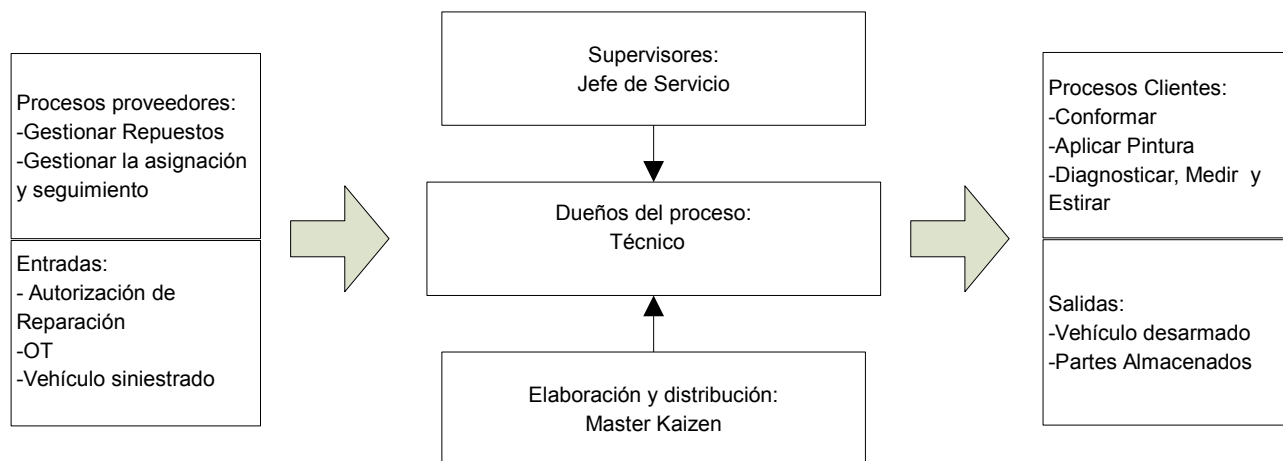 Procesos proveedores:
-Gestionar Repuestos
-Gestionar la asignación
y seguimiento
Entradas:
- Autorización de
Reparación
-OT
-Vehículo siniestrado
Supervisores:
Jefe de Servicio
Dueños del proceso:
Técnico
Elaboración y distribución:
Master Kaizen
Procesos Clientes:
-Conformar
-Aplicar Pintura
-Diagnosticar, Medir y
Estirar
Salidas:
-Vehículo desarmado
-Partes Almacenados